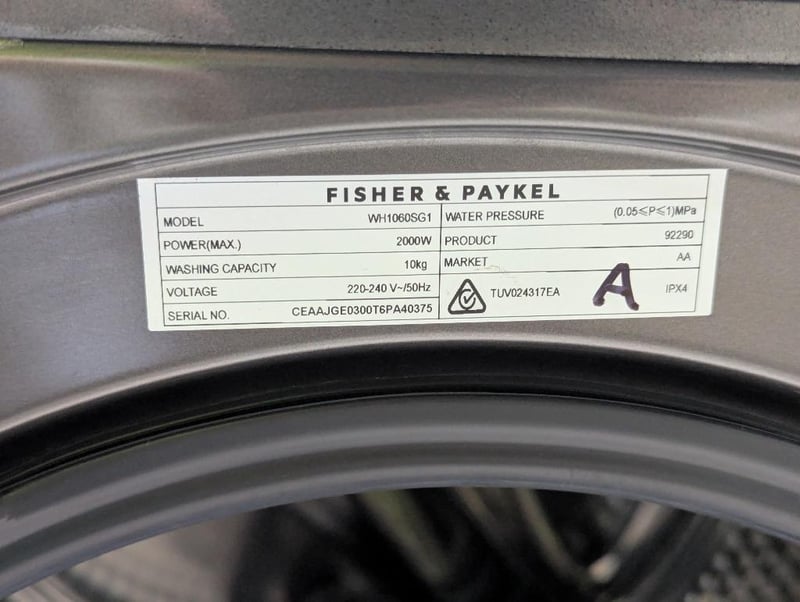 FISHER & PAYKEL
MODEL WH1060SG1
POWER(MAX.) 2000W
WASHING CAPACITY 10kg
VOLTAGE 220-240 V~/50Hz
SERIAL NO. CEAAJGE0300T6PA40375
WATER PRESSURE (0.05≤P≤1)MPa
PRODUCT 92290
MARKET AA
TUV024317EA A IPX4